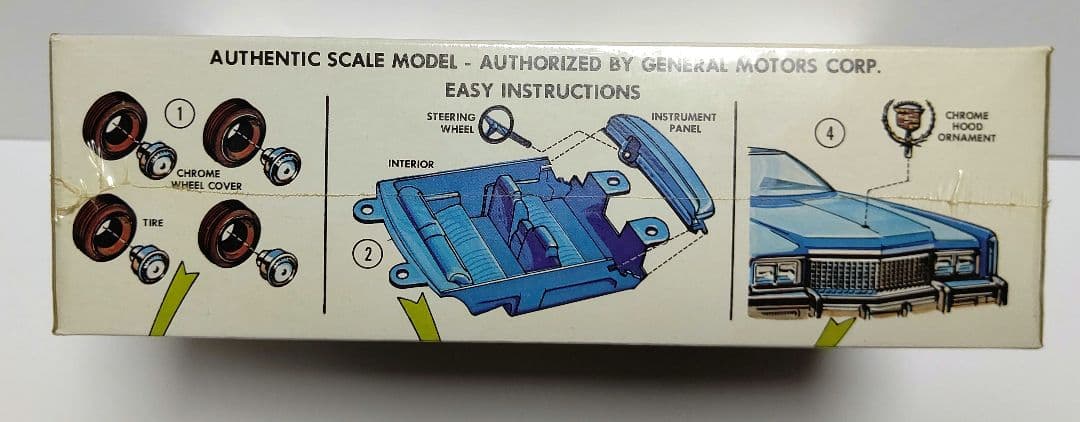 AUTHENTIC SCALE MODEL - AUTHORIZED BY GENERAL MOTORS CORP.
EASY INSTRUCTIONS
1
CHROME
WHEEL COVER
TIRE
STEERING
WHEEL
INSTRUMENT
PANEL
INTERIOR
2
4
CHROME
HOOD
ORNAMENT